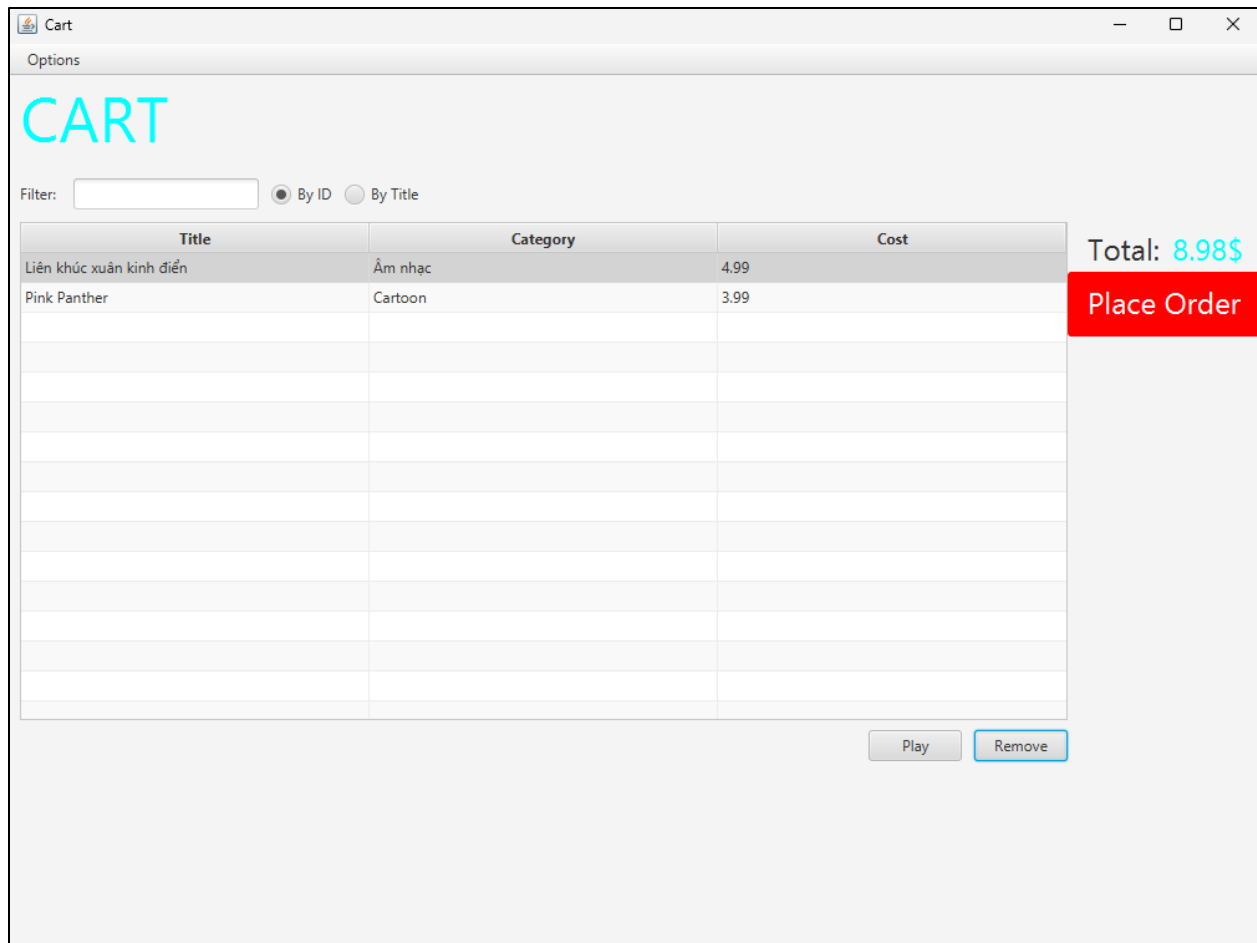 Cart
Options
CART
Filter: By ID By Title
Title Category Cost
Liên khúc xuân kinh điển Âm nhạc 4.99
Pink Panther Cartoon 3.99
Total: 8.98$
Place Order
Play Remove